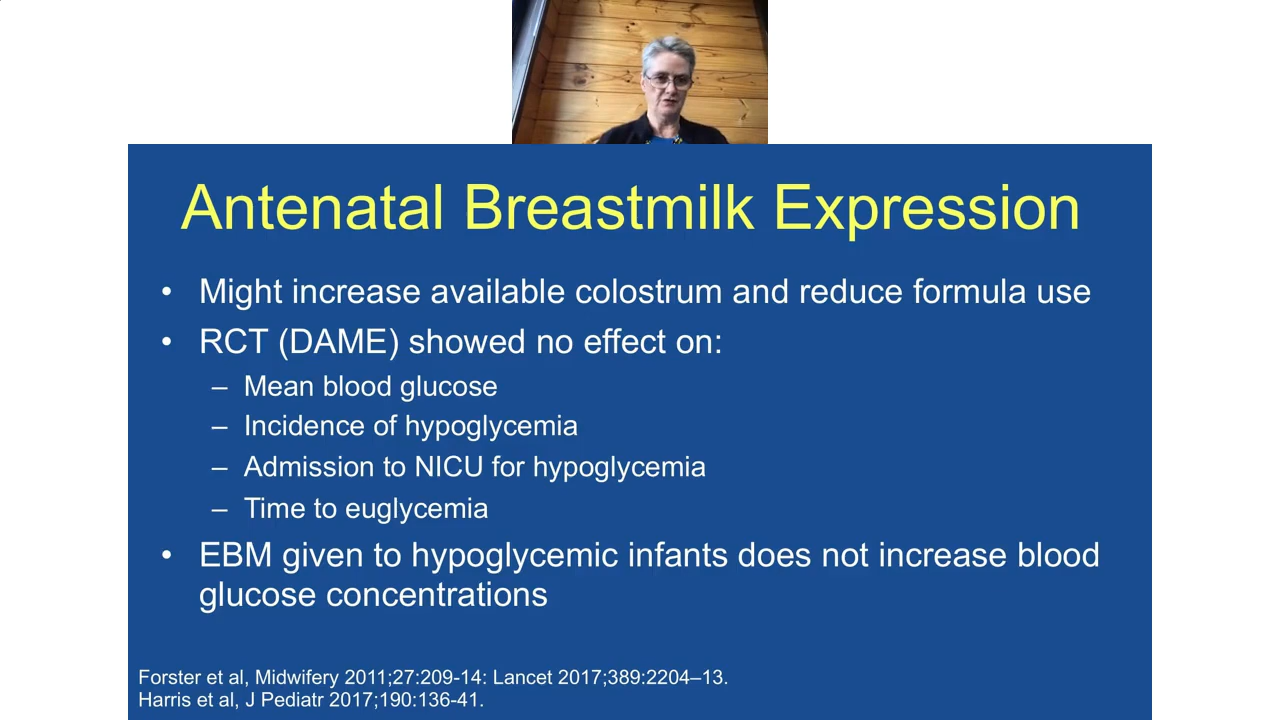 Antenatal Breastmilk Expression
• Might increase available colostrum and reduce formula use
• RCT (DAME) showed no effect on:
– Mean blood glucose
– Incidence of hypoglycemia
– Admission to NICU for hypoglycemia
– Time to euglycemia
• EBM given to hypoglycemic infants does not increase blood
glucose concentrations
Forster et al, Midwifery 2011;27:209-14: Lancet 2017;389:2204–13.
Harris et al, J Pediatr 2017;190:136-41.